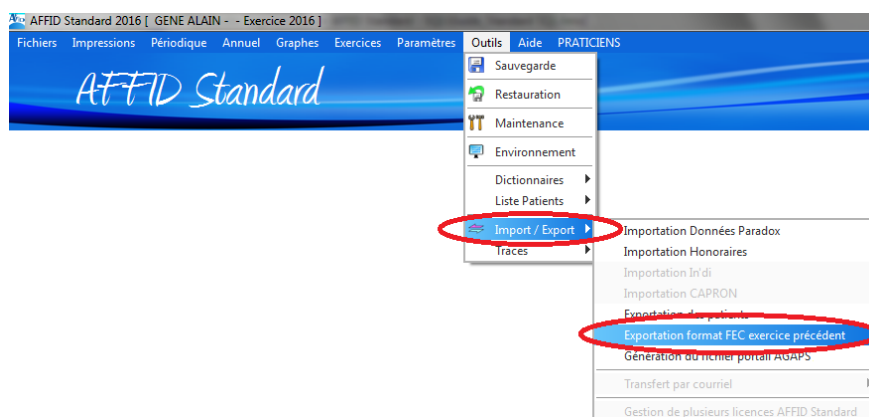 AFFID Standard 2016 [ GENE ALAIN - - Exercice 2016 ]
Fichiers Impressions Périodique Annuel Graphes Exercices Paramètres Outils Aide PRATICIENS
AFFID Standard
Sauvegarde
Restauration
Maintenance
Environnement
Dictionnaires
Liste Patients
Import / Export
Traces
Importation Données Paradox
Importation Honoraires
Importation In'di
Importation CAPRON
Exportation des patients
Exportation format FEC exercice précédent
Génération du fichier portail AGAPS
Transfert par courriel
Gestion de plusieurs licences AFFID Standard